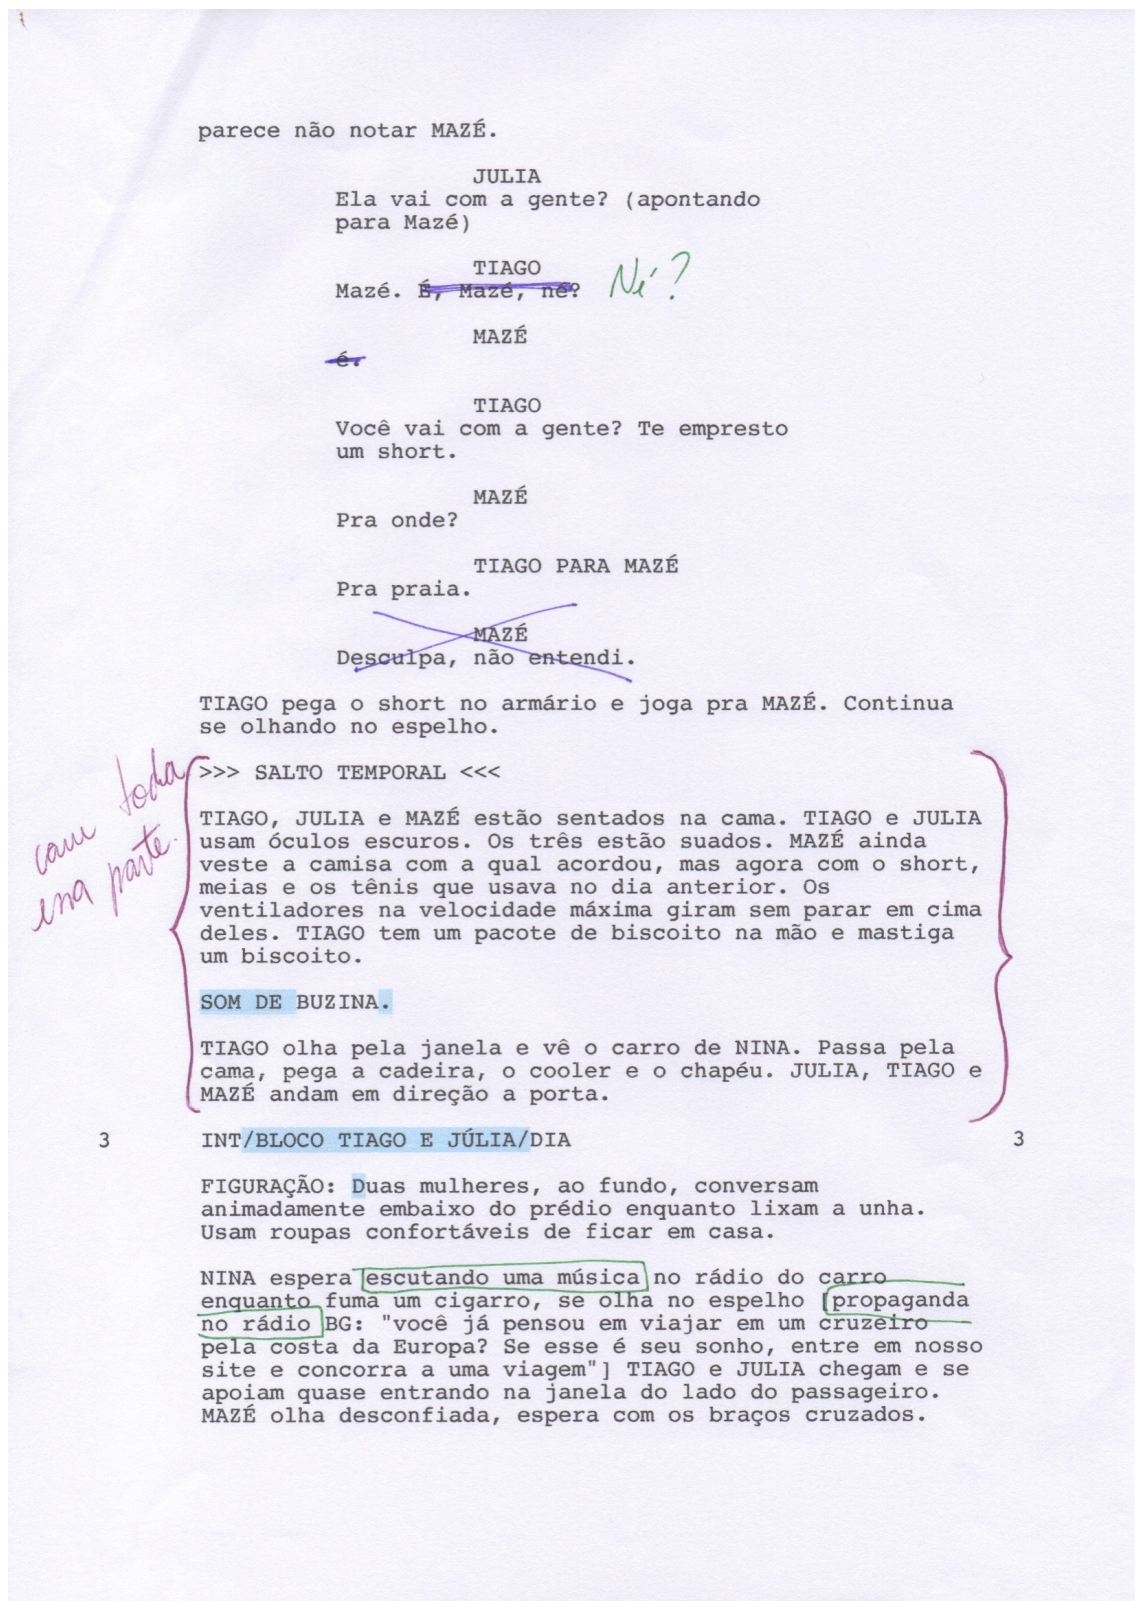 parece não notar MAZÉ.
JULIA
Ela vai com a gente? (apontando
para Mazé)
TIAGO
Mazé. É, Mazé, né? Né?
MAZÉ
é.
TIAGO
Você vai com a gente? Te empresto
um short.
MAZÉ
Pra onde?
TIAGO PARA MAZÉ
Pra praia.
MAZÉ
Desculpa, não entendi.
TIAGO pega o short no armário e joga pra MAZÉ. Continua
se olhando no espelho.
toda
parte.
>>> SALTO TEMPORAL <<<
TIAGO, JULIA e MAZÉ estão sentados na cama. TIAGO e JULIA
usam óculos escuros. Os três estão suados. MAZÉ ainda
veste a camisa com a qual acordou, mas agora com o short,
meias e os tênis que usava no dia anterior. Os
ventiladores na velocidade máxima giram sem parar em cima
deles. TIAGO tem um pacote de biscoito na mão e mastiga
um biscoito.
SOM DE BUZINA.
TIAGO olha pela janela e vê o carro de NINA. Passa pela
cama, pega a cadeira, o cooler e o chapéu. JULIA, TIAGO e
MAZÉ andam em direção a porta.
3 INT/BLOCO TIAGO E JÚLIA/DIA 3
FIGURAÇÃO: Duas mulheres, ao fundo, conversam
animadamente embaixo do prédio enquanto lixam a unha.
Usam roupas confortáveis de ficar em casa.
NINA espera escutando uma música no rádio do carro
enquanto fuma um cigarro, se olha no espelho [propaganda
no rádio BG: "você já pensou em viajar em um cruzeiro
pela costa da Europa? Se esse é seu sonho, entre em nosso
site e concorra a uma viagem"] TIAGO e JULIA chegam e se
apoiam quase entrando na janela do lado do passageiro.
MAZÉ olha desconfiada, espera com os braços cruzados.